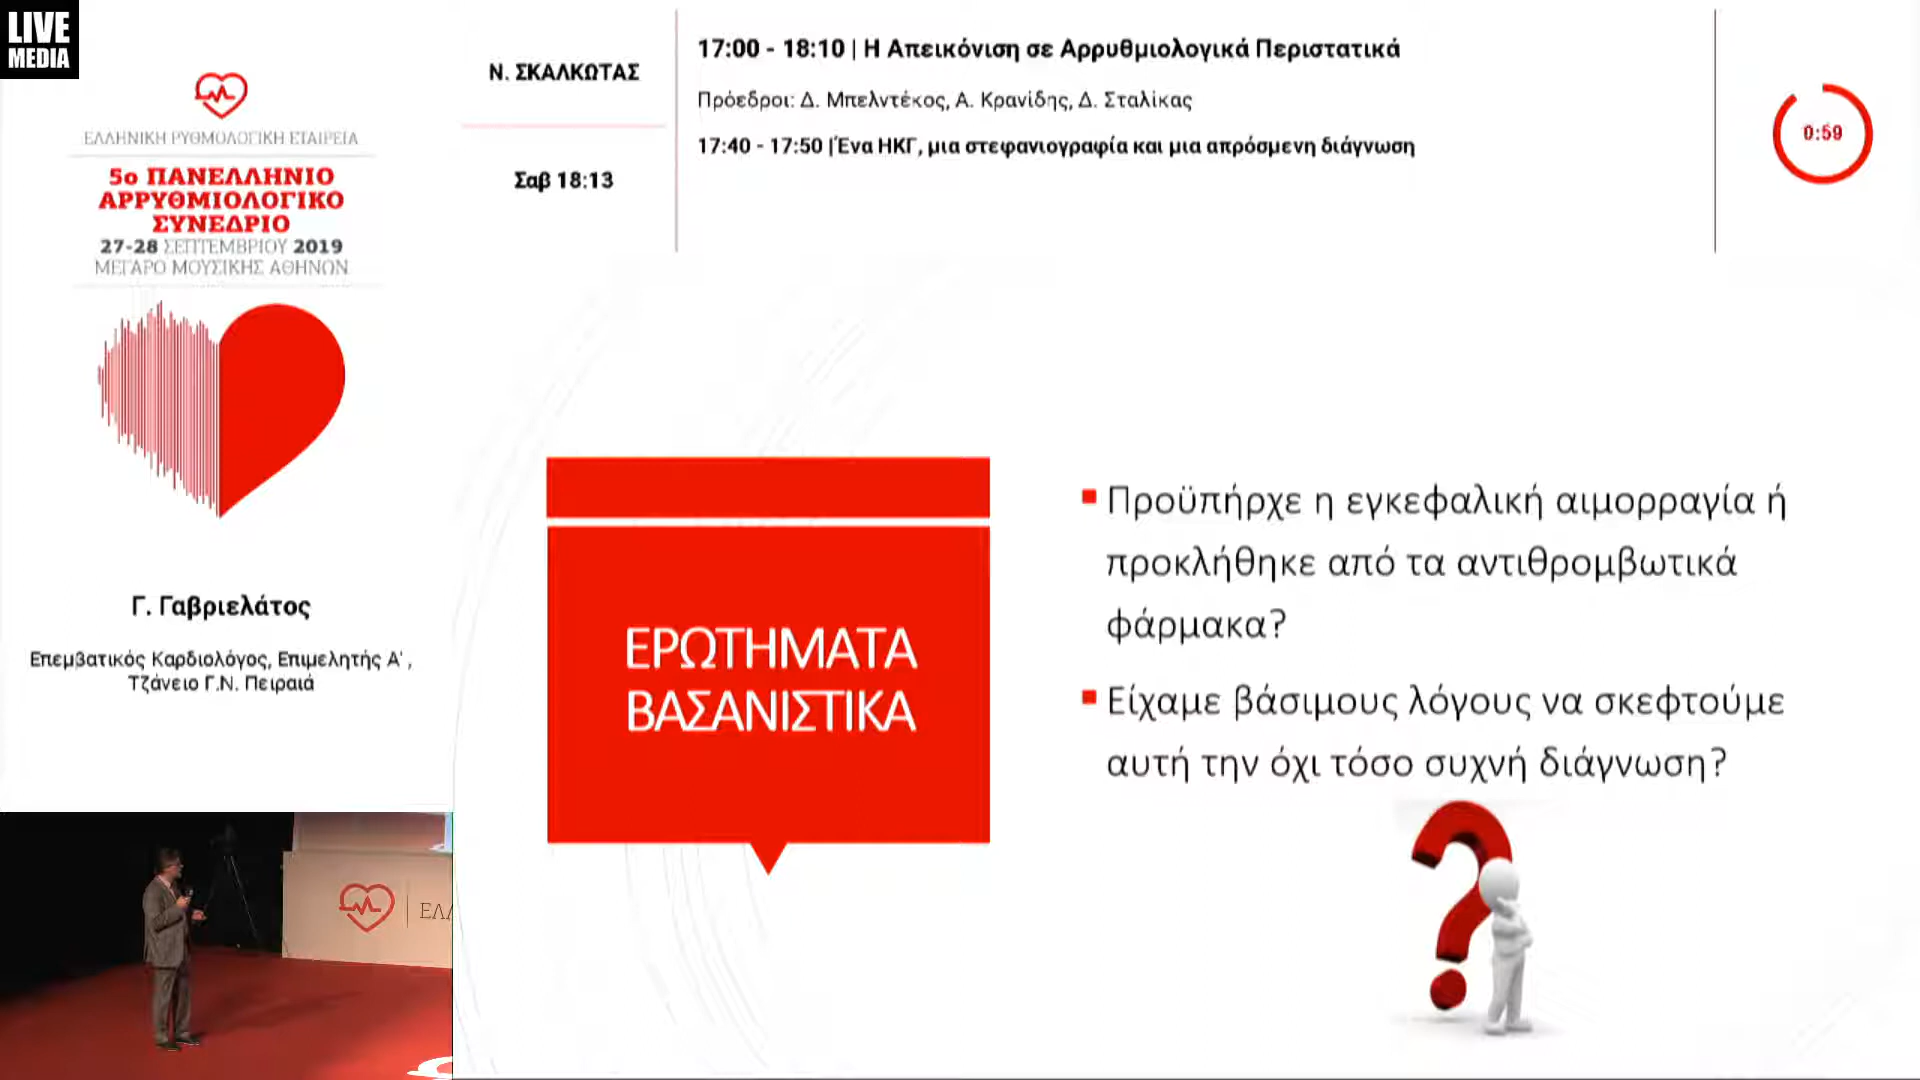 LIVE
MEDIA
ΕΛΛΗΝΙΚΗ ΡΥΘΜΟΛΟΓΙΚΗ ΕΤΑΙΡΕΙΑ
5ο ΠΑΝΕΛΛΗΝΙΟ
ΑΡΡΥΘΜΙΟΛΟΓΙΚΟ
ΣΥΝΕΔΡΙΟ
27-28 ΣΕΠΤΕΜΒΡΙΟΥ 2019
ΜΕΓΑΡΟ ΜΟΥΣΙΚΗΣ ΑΘΗΝΩΝ
Γ. Γαβριελάτος
Επεμβατικός Καρδιολόγος, Επιμελητής Α' ,
Τζάνειο Γ.Ν. Πειραιά
Ν. ΣΚΑΛΚΩΤΑΣ
Σαβ 18:13
17:00 - 18:10 | Η Απεικόνιση σε Αρρυθμιολογικά Περιστατικά
Πρόεδροι: Δ. Μπελντέκος, Α. Κρανίδης, Δ. Σταλίκας
17:40 - 17:50 |Ένα ΗΚΓ, μια στεφανιογραφία και μια απρόσμενη διάγνωση
0:59
ΕΡΩΤΗΜΑΤΑ
ΒΑΣΑΝΙΣΤΙΚΑ
Προϋπήρχε η εγκεφαλική αιμορραγία ή
προκλήθηκε από τα αντιθρομβωτικά
φάρμακα?
Είχαμε βάσιμους λόγους να σκεφτούμε
αυτή την όχι τόσο συχνή διάγνωση?
ΕΛΛ